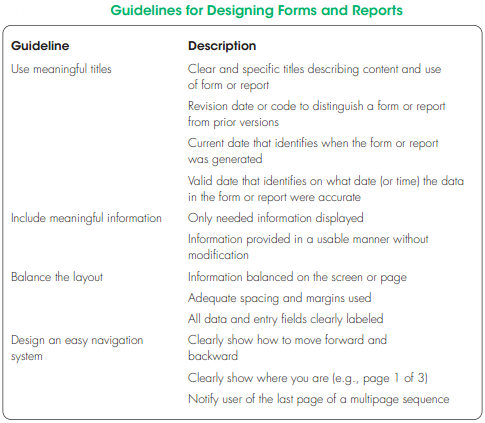 Guidelines for Designing Forms and Reports
Guideline Description
Use meaningful titles Clear and specific titles describing content and use
of form or report
Revision date or code to distinguish a form or report
from prior versions
Current date that identifies when the form or report
was generated
Valid date that identifies on what date (or time) the data
in the form or report were accurate
Include meaningful information Only needed information displayed
Information provided in a usable manner without
modification
Balance the layout Information balanced on the screen or page
Adequate spacing and margins used
All data and entry fields clearly labeled
Design an easy navigation Clearly show how to move forward and
system backward
Clearly show where you are (e.g., page 1 of 3)
Notify user of the last page of a multipage sequence